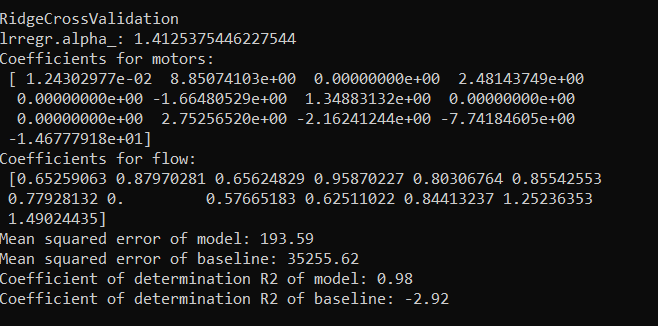 RidgeCrossValidation
lrregr.alpha_: 1.4125375446227544
Coefficients for motors:
[ 1.24302977e-02 8.85074103e+00 0.00000000e+00 2.48143749e+00
0.00000000e+00 -1.66480529e+00 1.34883132e+00 0.00000000e+00
0.00000000e+00 2.75256520e+00 -2.16241244e+00 -7.74184605e+00
-1.46777918e+01]
Coefficients for flow:
[0.65259063 0.87970281 0.65624829 0.95870227 0.80306764 0.85542553
0.77928132 0. 0.57665183 0.62511022 0.84413237 1.25236353
1.49024435]
Mean squared error of model: 193.59
Mean squared error of baseline: 35255.62
Coefficient of determination R2 of model: 0.98
Coefficient of determination R2 of baseline: -2.92